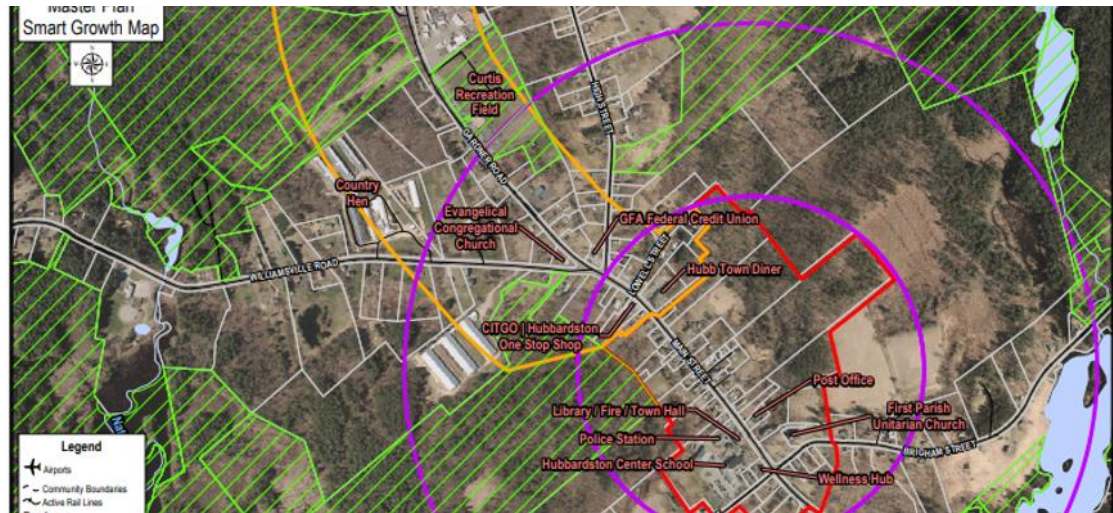 Master Plan
Smart Growth Map
N
Curtis
Recreation
Field
HIGH STREET
GARDNER ROAD
Country
Hen
Evangelical
Congregational
Church
GFA Federal Credit Union
WILLIAMSVILLE ROAD
Hubb Town Diner
CITGO | Hubbardston
One Stop Shop
MAIN STREET
Post Office
Library / Fire / Town Hall
First Parish
Unitarian Church
Police Station
BRIGHAM STREET
Hubbardston Center School
Wellness Hub
Legend
Airports
Community Boundaries
Active Rail Lines